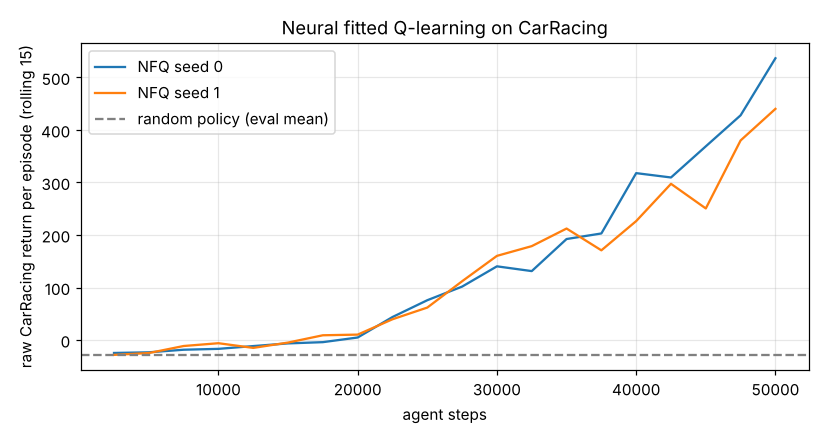 Neural fitted Q-learning on CarRacing
raw CarRacing return per episode (rolling 15)
500
400
300
200
100
0
NFQ seed 0
NFQ seed 1
random policy (eval mean)
10000
20000
30000
40000
50000
agent steps